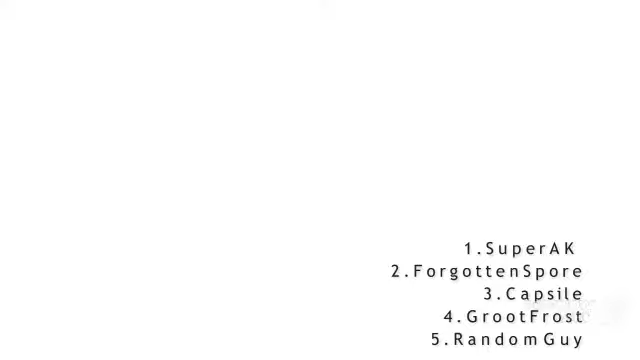 1.SuperAK
2.ForgottenSpore
3.Capsile
4.GrootFrost
5.RandomGuy